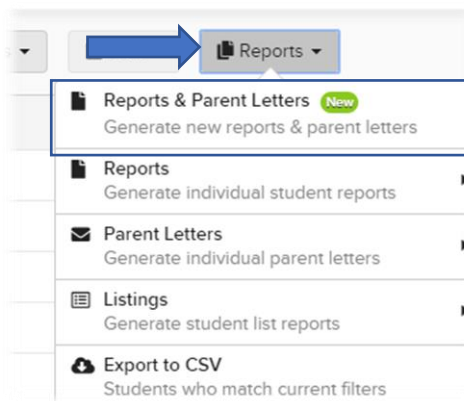 Reports
Reports & Parent Letters New
Generate new reports & parent letters
Reports
Generate individual student reports
Parent Letters
Generate individual parent letters
Listings
Generate student list reports
Export to CSV
Students who match current filters